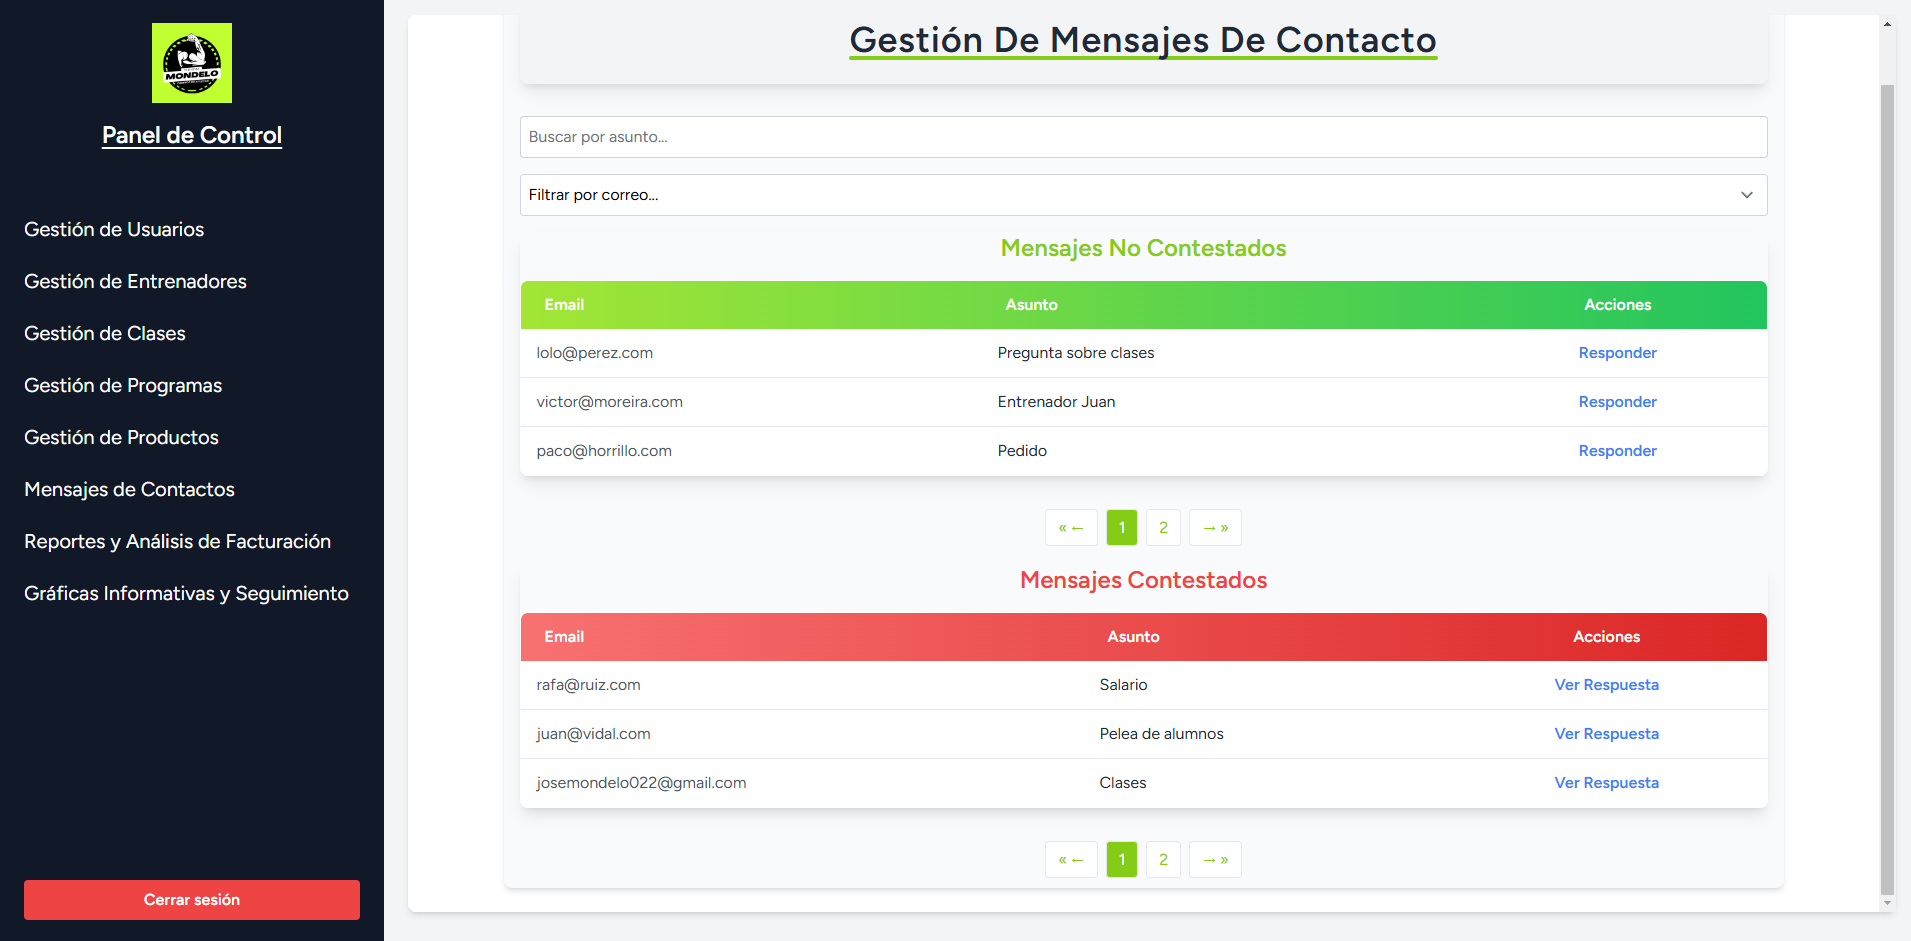 MONDELO
Panel de Control
Gestión de Usuarios
Gestión de Entrenadores
Gestión de Clases
Gestión de Programas
Gestión de Productos
Mensajes de Contactos
Reportes y Análisis de Facturación
Gráficas Informativas y Seguimiento
Cerrar sesión
Gestión De Mensajes De Contacto
Buscar por asunto...
Filtrar por correo...
Mensajes No Contestados
Email Asunto Acciones
lolo@perez.com Pregunta sobre clases Responder
victor@moreira.com Entrenador Juan Responder
paco@horrillo.com Pedido Responder
« ← 1 2 → »
Mensajes Contestados
Email Asunto Acciones
rafa@ruiz.com Salario Ver Respuesta
juan@vidal.com Pelea de alumnos Ver Respuesta
josemondelo022@gmail.com Clases Ver Respuesta
« ← 1 2 → »